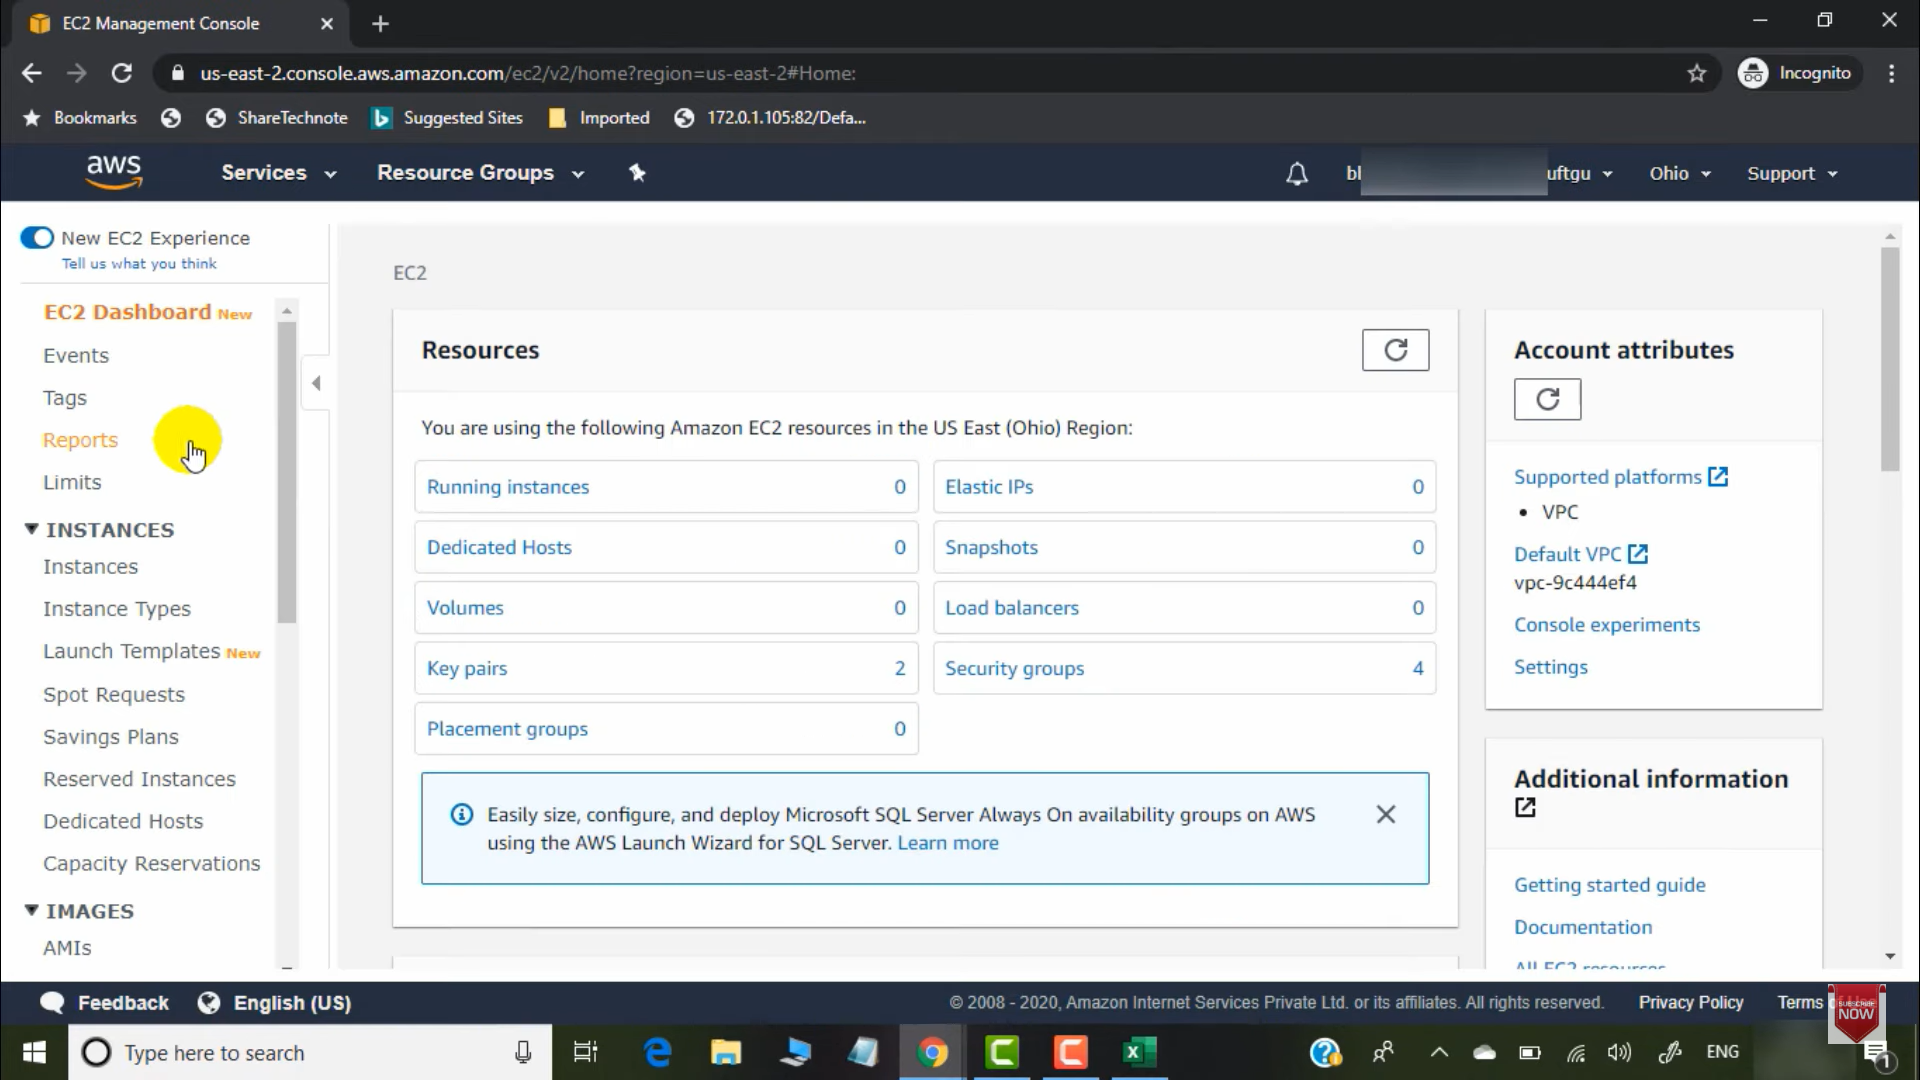 EC2 Management Console
us-east-2.console.aws.amazon.com/ec2/v2/home?region=us-east-2#Home:
Incognito
Bookmarks
ShareTechnote
Suggested Sites
Imported
172.0.1.105:82/Defa...
aws
Services
Resource Groups
bl
uftgu
Ohio
Support
New EC2 Experience
Tell us what you think
EC2 Dashboard New
Events
Tags
Reports
Limits
INSTANCES
Instances
Instance Types
Launch Templates New
Spot Requests
Savings Plans
Reserved Instances
Dedicated Hosts
Capacity Reservations
IMAGES
AMIs
EC2
Resources
You are using the following Amazon EC2 resources in the US East (Ohio) Region:
Running instances 0
Elastic IPs 0
Dedicated Hosts 0
Snapshots 0
Volumes 0
Load balancers 0
Key pairs 2
Security groups 4
Placement groups 0
Easily size, configure, and deploy Microsoft SQL Server Always On availability groups on AWS
using the AWS Launch Wizard for SQL Server. Learn more
Account attributes
Supported platforms
• VPC
Default VPC
vpc-9c444ef4
Console experiments
Settings
Additional information
Getting started guide
Documentation
All EC2 resources
Feedback
English (US)
© 2008 - 2020, Amazon Internet Services Private Ltd. or its affiliates. All rights reserved.
Privacy Policy
Terms
SUBSCRIBE
NOW
Type here to search
ENG
1